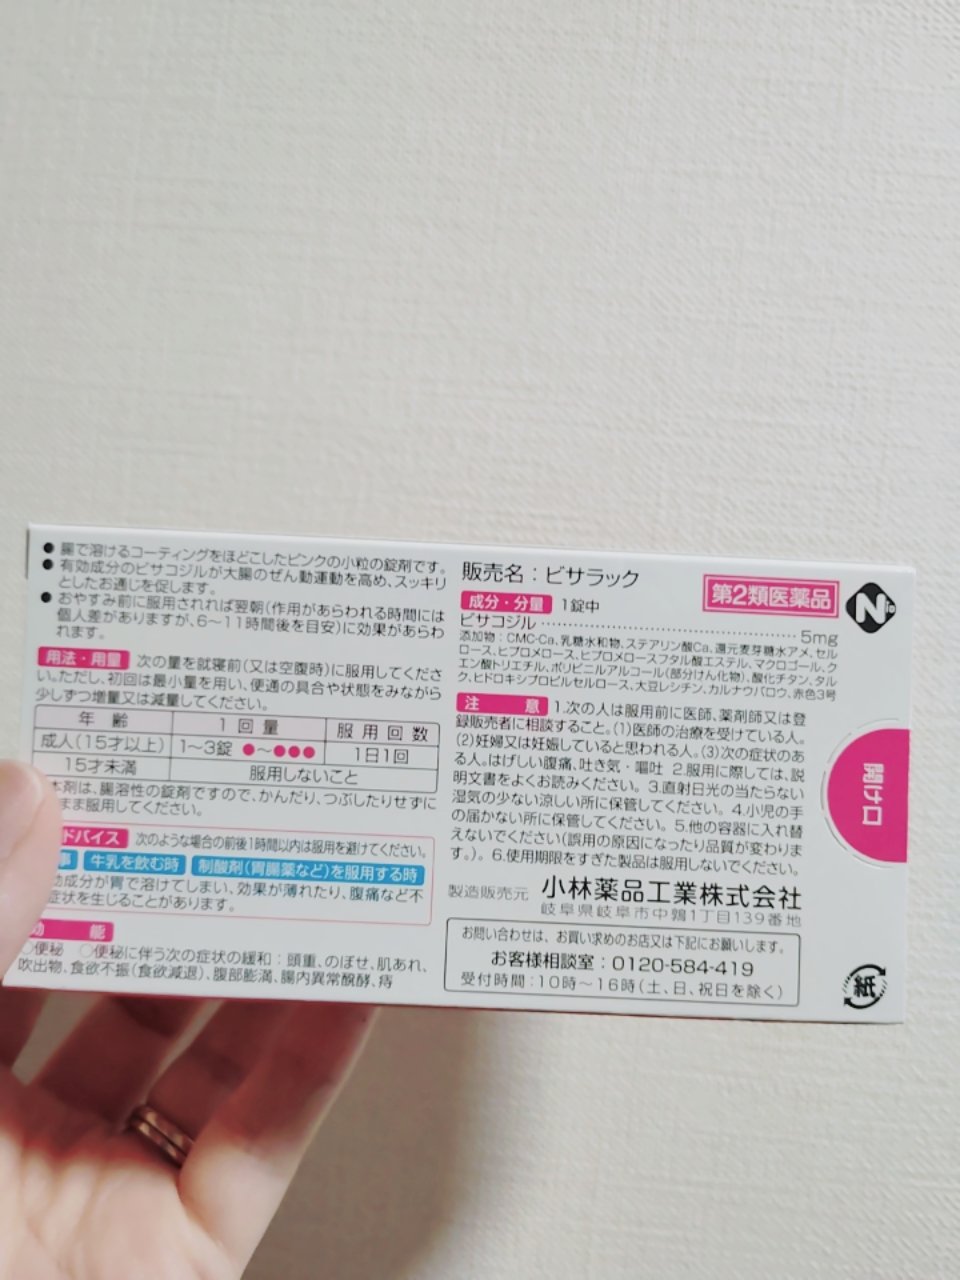 ●腸で溶けるコーティングをほどこしたピンクの小粒の錠剤です。
●有効成分のビサコジルが大腸のぜん動運動を高め、スッキリ
としたお通じを促します。
●おやすみ前に服用されれば翌朝(作用があらわれる時間には
個人差がありますが、6〜11時間後を目安)に効果があらわ
れます。
用法・用量 次の量を就寝前(又は空腹時)に服用してくださ
い。ただし、初回は最小量を用い、便通の具合や状態をみながら
少しずつ増量又は減量してください。
年齢 1回量 服用回数
成人(15才以上) 1〜3錠 ●〜●●● 1日1回
15才未満 服用しないこと
本剤は、腸溶性の錠剤ですので、かんだり、つぶしたりせずに
まま服用してください。
ドバイス 次のような場合の前後1時間以内は服用を避けてください。
事 牛乳を飲む時 制酸剤(胃腸薬など)を服用する時
効成分が胃で溶けてしまい、効果が薄れたり、腹痛など不
症状を生じることがあります。
効能
○便秘 ○便秘に伴う次の症状の緩和:頭重、のぼせ、肌あれ、
吹出物、食欲不振(食欲減退)、腹部膨満、腸内異常醗酵、痔
販売名:ビサラック
第2類医薬品
N
成分・分量 1錠中
ビサコジル 5mg
添加物:CMC-Ca、乳糖水和物、ステアリン酸Ca、還元麦芽糖水アメ、セル
ロース、ヒプロメロース、ヒプロメロースフタル酸エステル、マクロゴール、ク
エン酸トリエチル、ポリビニルアルコール(部分けん化物)、酸化チタン、タル
ク、ヒドロキシプロピルセルロース、大豆レシチン、カルナウバロウ、赤色3号
注意 1.次の人は服用前に医師、薬剤師又は登
録販売者に相談すること。(1)医師の治療を受けている人。
(2)妊婦又は妊娠していると思われる人。(3)次の症状のあ
る人。はげしい腹痛、吐き気・嘔吐 2.服用に際しては、説
明文書をよくお読みください。 3.直射日光の当たらない
湿気の少ない涼しい所に保管してください。 4.小児の手
の届かない所に保管してください。 5.他の容器に入れ替
えないでください(誤用の原因になったり品質が変わりま
す。)。 6.使用期限をすぎた製品は服用しないでください。
製造販売元 小林薬品工業株式会社
岐阜県岐阜市中鶉1丁目139番地
お問い合わせは、お買い求めのお店又は下記にお願いします。
お客様相談室:0120-584-419
受付時間:10時〜16時(土、日、祝日を除く)
開け口
紙